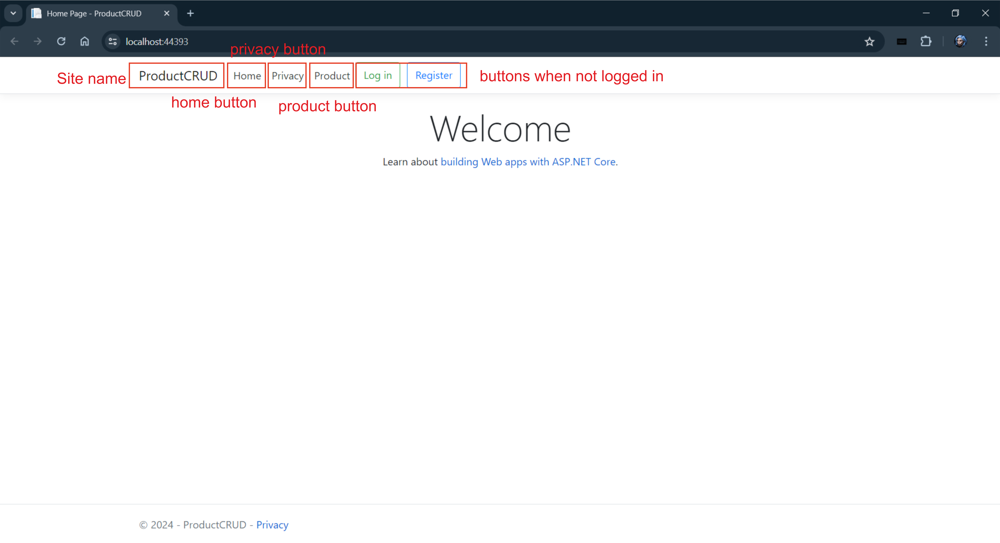 Home Page - ProductCRUD
localhost:44393
privacy button
Site name ProductCRUD Home Privacy Product Log in Register buttons when not logged in
home button product button
Welcome
Learn about building Web apps with ASP.NET Core.
© 2024 - ProductCRUD - Privacy